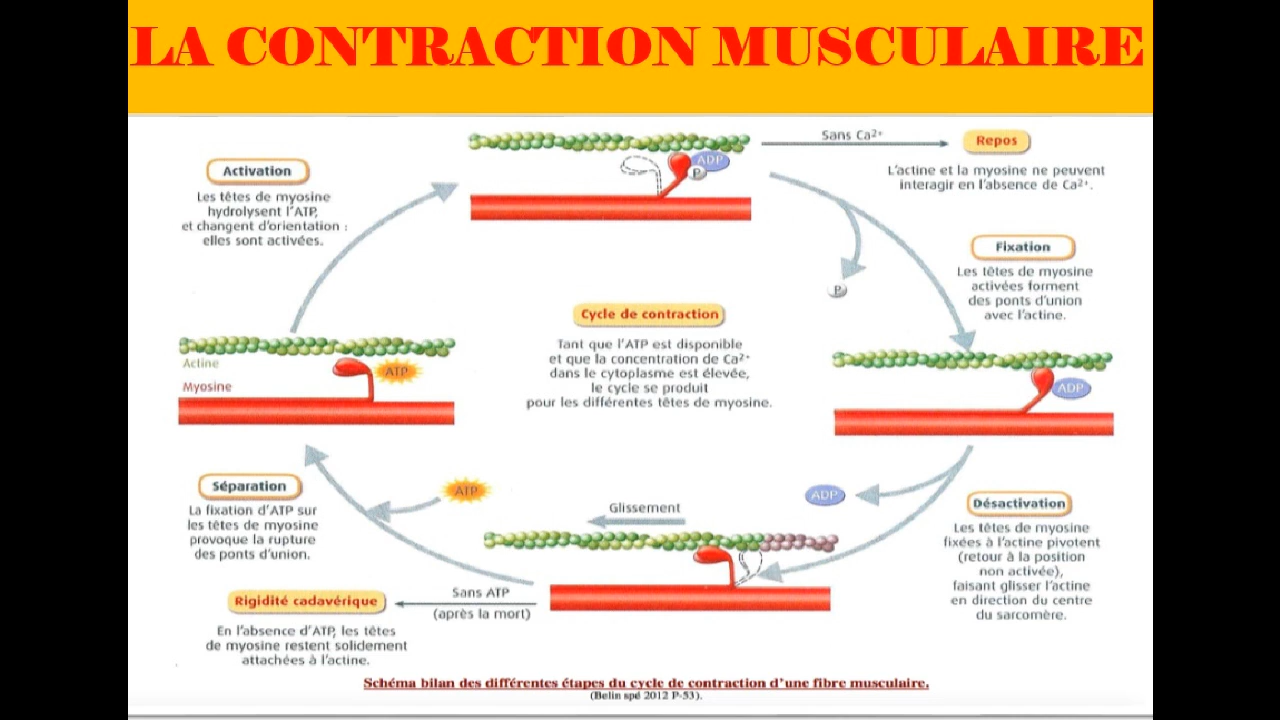 LA CONTRACTION MUSCULAIRE
Sans Ca²⁺
Repos
L'actine et la myosine ne peuvent
interagir en l'absence de Ca²⁺.
ADP
P
Activation
Les têtes de myosine
hydrolysent l'ATP,
et changent d'orientation :
elles sont activées.
Fixation
Les têtes de myosine
activées forment
des ponts d'union
avec l'actine.
P
Cycle de contraction
Tant que l'ATP est disponible
et que la concentration de Ca²⁺
dans le cytoplasme est élevée,
le cycle se produit
pour les différentes têtes de myosine.
Actine
Myosine
ATP
ADP
Séparation
La fixation d'ATP sur
les têtes de myosine
provoque la rupture
des ponts d'union.
ATP
Glissement
ADP
Désactivation
Les têtes de myosine
fixées à l'actine pivotent
(retour à la position
non activée),
faisant glisser l'actine
en direction du centre
du sarcomère.
Sans ATP
(après la mort)
Rigidité cadavérique
En l'absence d'ATP, les têtes
de myosine restent solidement
attachées à l'actine.
Schéma bilan des différentes étapes du cycle de contraction d'une fibre musculaire.
(Belin spé 2012 P-53).